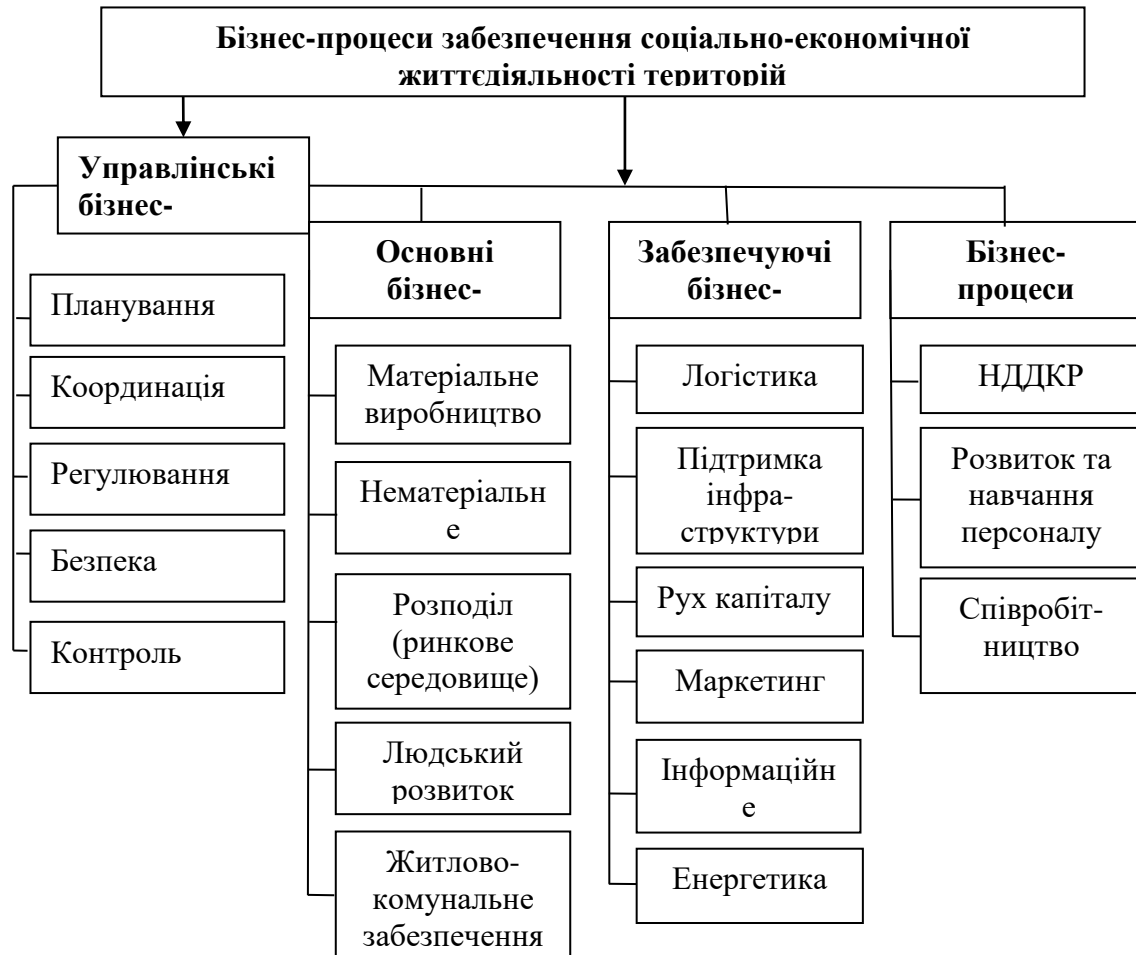 Бізнес-процеси забезпечення соціально-економічної
життєдіяльності територій
Управлінські
бізнес-
Планування
Координація
Регулювання
Безпека
Контроль
Основні
бізнес-
Матеріальне
виробництво
Нематеріальн
е
Розподіл
(ринкове
середовище)
Людський
розвиток
Житлово-
комунальне
забезпечення
Забезпечуючі
бізнес-
Логістика
Підтримка
інфра-
структури
Рух капіталу
Маркетинг
Інформаційн
е
Енергетика
Бізнес-
процеси
НДДКР
Розвиток та
навчання
персоналу
Співробіт-
ництво